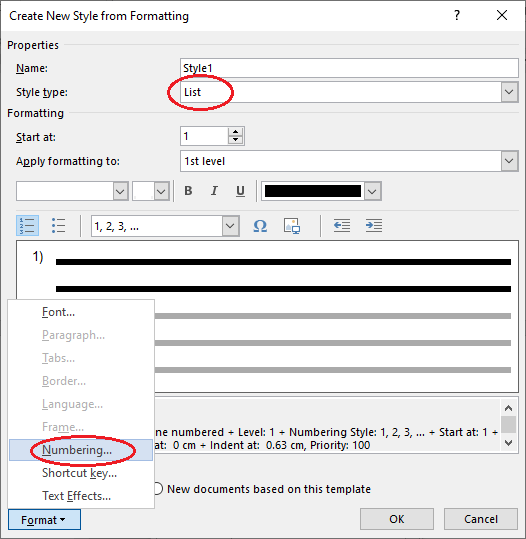 Create New Style from Formatting ? ×
Properties
Name: Style1
Style type: List
Formatting
Start at: 1
Apply formatting to: 1st level
B I U
1, 2, 3, ... Ω
1)
Font...
Paragraph...
Tabs...
Border...
Language...
Frame...
ne numbered + Level: 1 + Numbering Style: 1, 2, 3, ... + Start at: 1 +
Numbering... at: 0 cm + Indent at: 0.63 cm, Priority: 100
Shortcut key...
Text Effects... New documents based on this template
Format OK Cancel